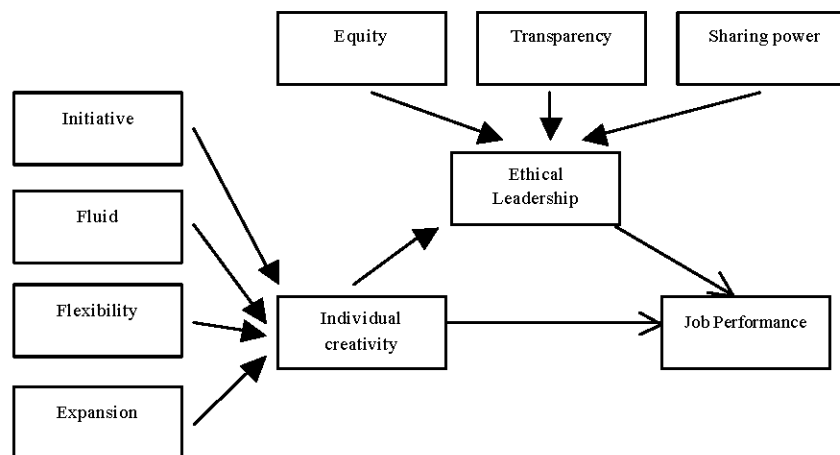 Equity
Transparency
Sharing power
Initiative
Ethical
Leadership
Fluid
Flexibility
Individual
creativity
Job Performance
Expansion